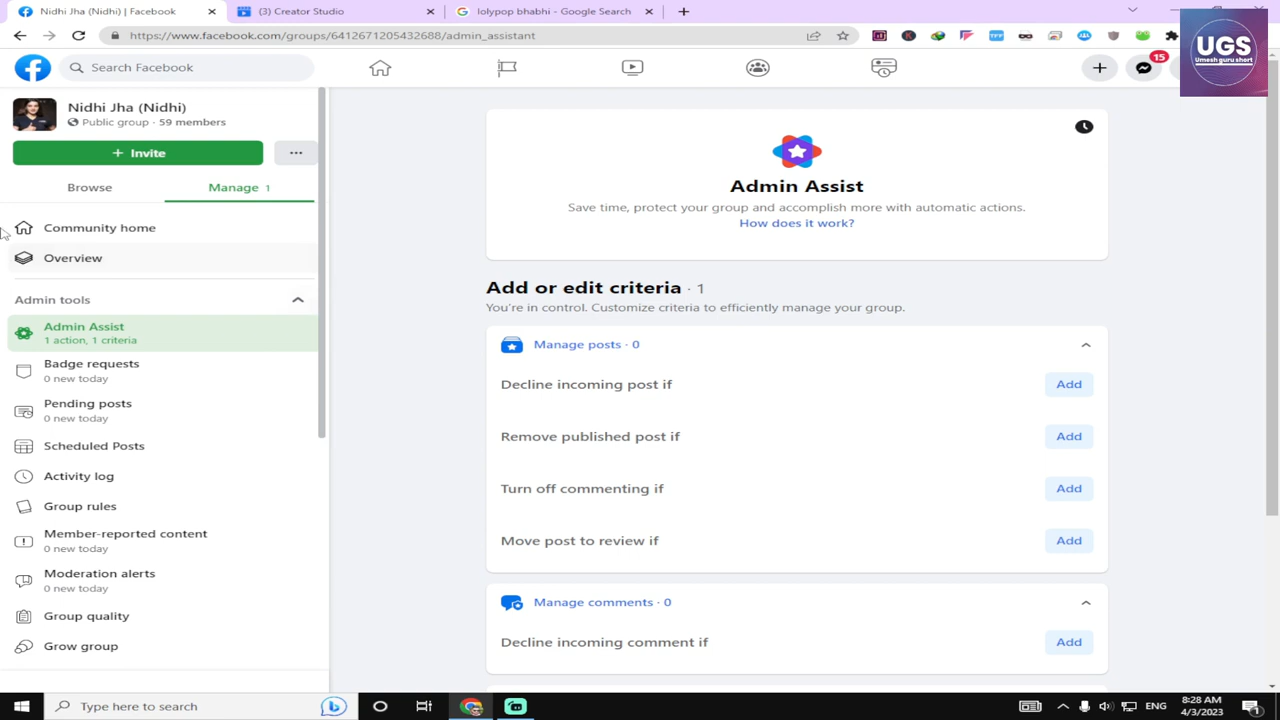 Nidhi Jha (Nidhi) | Facebook
(3) Creator Studio
lolypop bhabhi - Google Search
https://www.facebook.com/groups/6412671205432688/admin_assistant
UGS
Umesh guru short
Search Facebook
15
Nidhi Jha (Nidhi)
Public group · 59 members
+ Invite
Browse
Manage 1
Community home
Overview
Admin tools
Admin Assist
1 action, 1 criteria
Badge requests
0 new today
Pending posts
0 new today
Scheduled Posts
Activity log
Group rules
Member-reported content
0 new today
Moderation alerts
0 new today
Group quality
Grow group
Admin Assist
Save time, protect your group and accomplish more with automatic actions.
How does it work?
Add or edit criteria · 1
You're in control. Customize criteria to efficiently manage your group.
Manage posts · 0
Decline incoming post if
Add
Remove published post if
Add
Turn off commenting if
Add
Move post to review if
Add
Manage comments · 0
Decline incoming comment if
Add
Type here to search
ENG
8:28 AM
4/3/2023